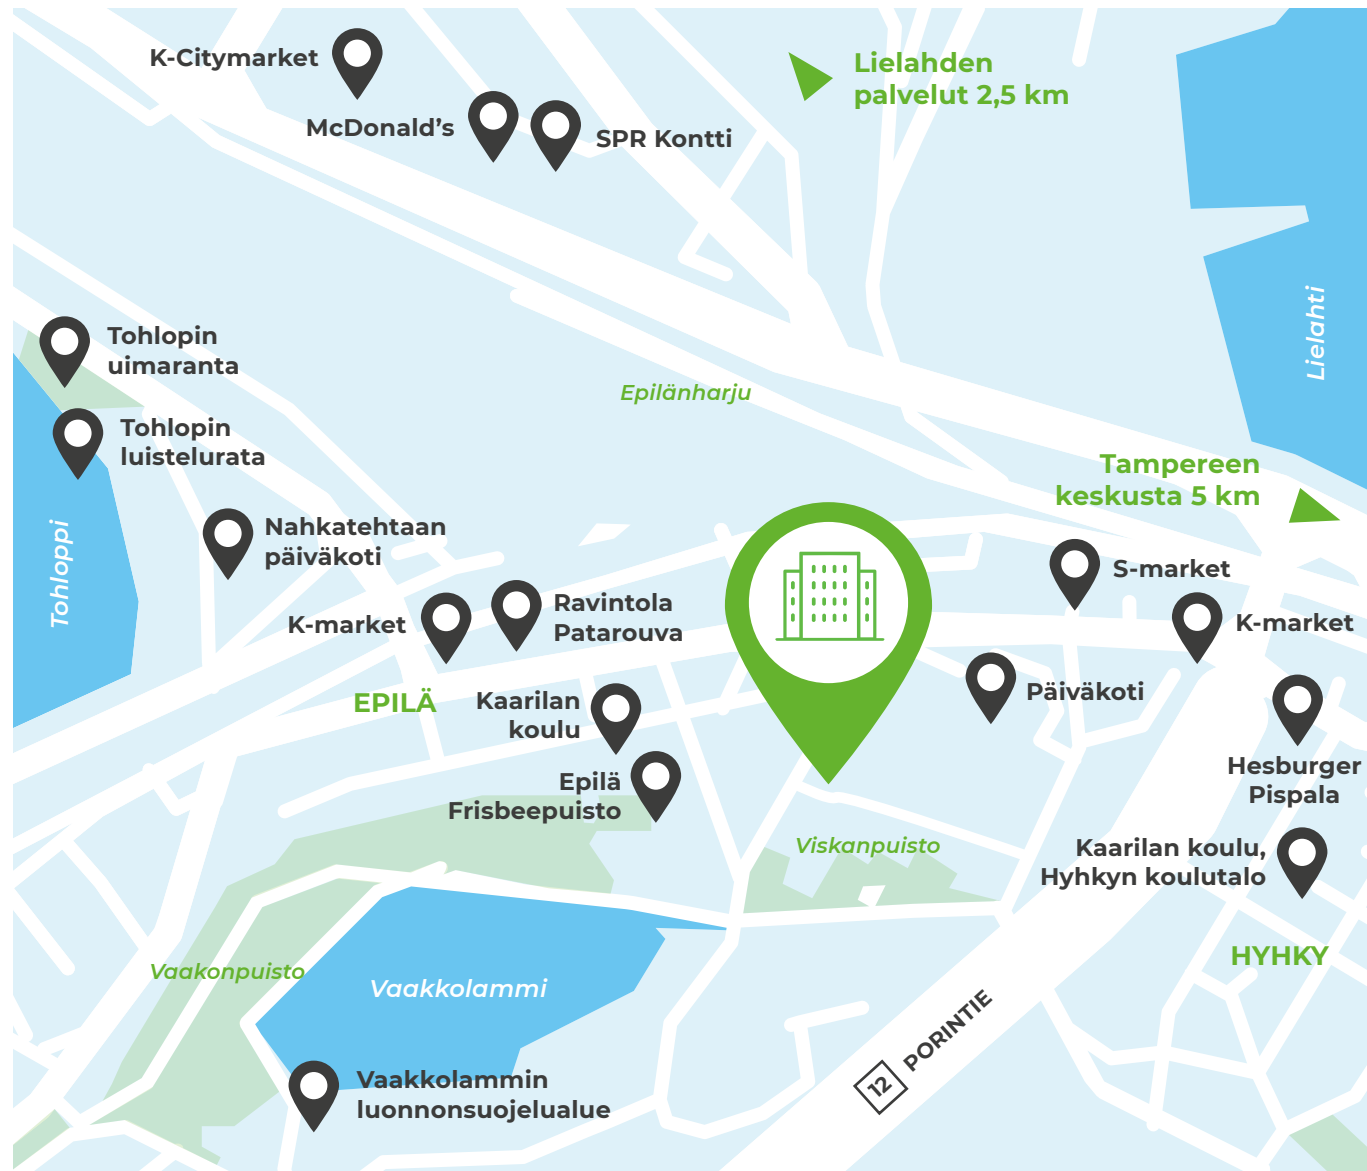 K-Citymarket
McDonald's
SPR Kontti
Lielahden
palvelut 2,5 km
Lielahti
Tohlopin
uimaranta
Epilänharju
Tohlopin
luistelurata
Tampereen
keskusta 5 km
Tohloppi
Nahkatehtaan
päiväkoti
S-market
K-market
Ravintola
Patarouva
K-market
EPILÄ
Kaarilan
koulu
Päiväkoti
Epilä
Frisbeepuisto
Hesburger
Pispala
Viskanpuisto
Kaarilan koulu,
Hyhkyn koulutalo
HYHKY
Vaakonpuisto
Vaakkolammi
12 PORINTIE
Vaakkolammin
luonnonsuojelualue